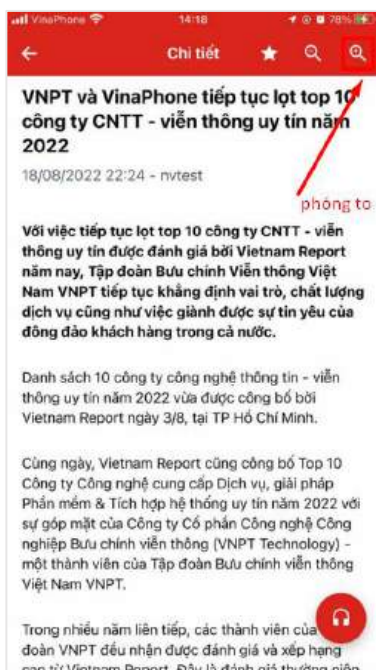 VinaPhone 14:18 78%
Chi tiết
VNPT và VinaPhone tiếp tục lọt top 10
công ty CNTT - viễn thông uy tín năm
2022
18/08/2022 22:24 - nvtest
phóng to
Với việc tiếp tục lọt top 10 công ty CNTT - viễn
thông uy tín được đánh giá bởi Vietnam Report
năm nay, Tập đoàn Bưu chính Viễn thông Việt
Nam VNPT tiếp tục khẳng định vai trò, chất lượng
dịch vụ cũng như việc giành được sự tin yêu của
đông đảo khách hàng trong cả nước.
Danh sách 10 công ty công nghệ thông tin - viễn
thông uy tín năm 2022 vừa được công bố bởi
Vietnam Report ngày 3/8, tại TP Hồ Chí Minh.
Cùng ngày, Vietnam Report cũng công bố Top 10
Công ty Công nghệ cung cấp Dịch vụ, giải pháp
Phần mềm & Tích hợp hệ thống uy tín năm 2022 với
sự góp mặt của Công ty Cổ phần Công nghệ Công
nghiệp Bưu chính viễn thông (VNPT Technology) -
một thành viên của Tập đoàn Bưu chính viễn thông
Việt Nam VNPT.
Trong nhiều năm liên tiếp, các thành viên của
đoàn VNPT đều nhận được đánh giá và xếp hạng
cao từ Vietnam Report. Đây là đánh giá thường niên